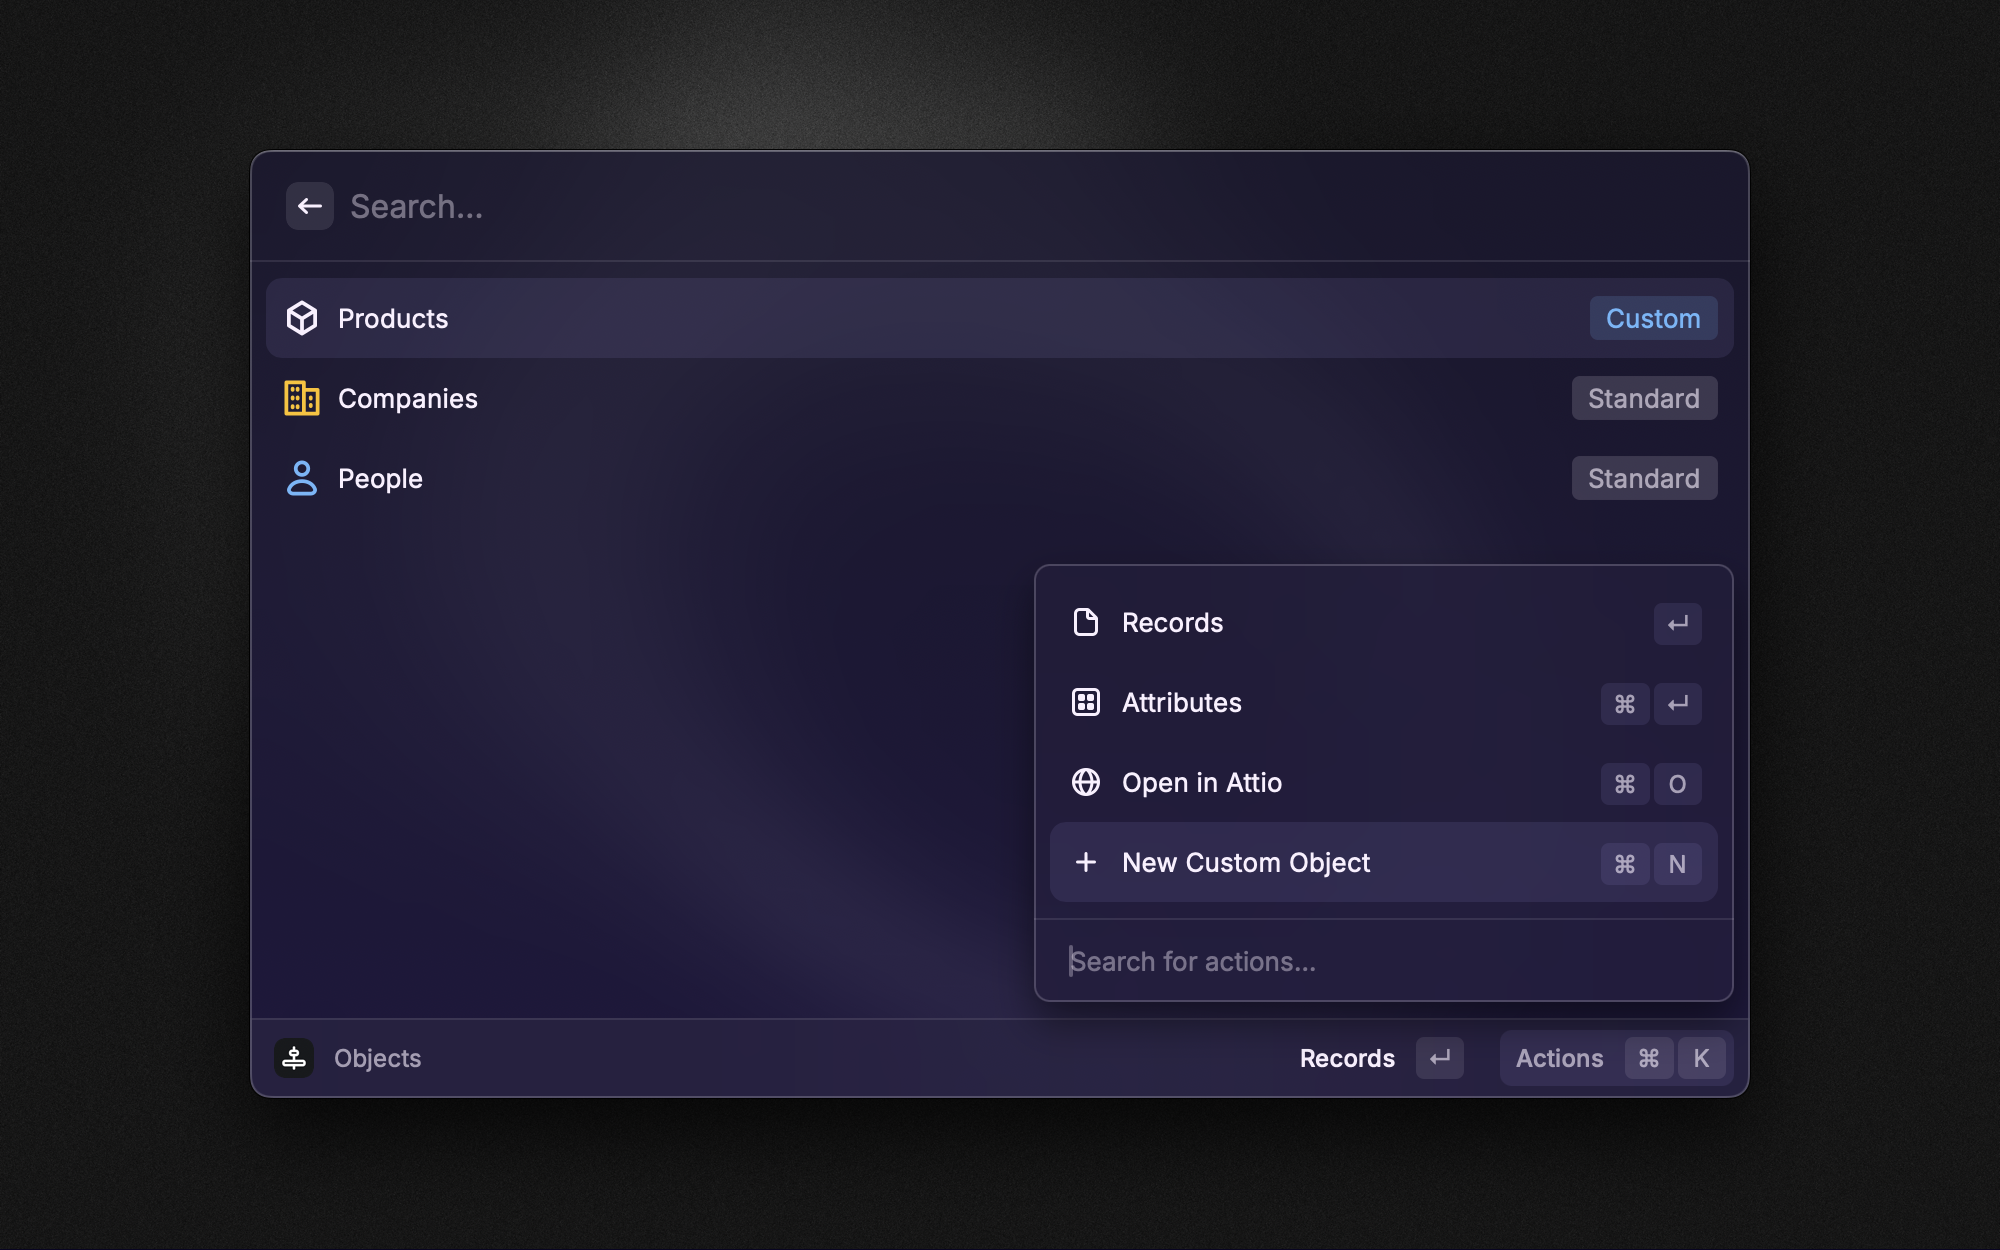 Search...
Products Custom
Companies Standard
People Standard
Records ↵
Attributes ⌘ ↵
Open in Attio ⌘ O
New Custom Object ⌘ N
Search for actions...
Objects Records ↵ Actions ⌘ K